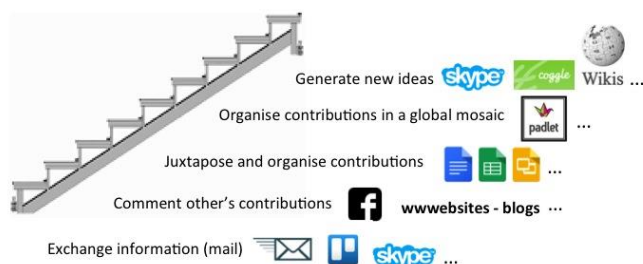 Generate new ideas skype coggle Wikis ...
Organise contributions in a global mosaic padlet ...
Juxtapose and organise contributions ...
Comment other's contributions f wwwebsites - blogs ...
Exchange information (mail) skype ...